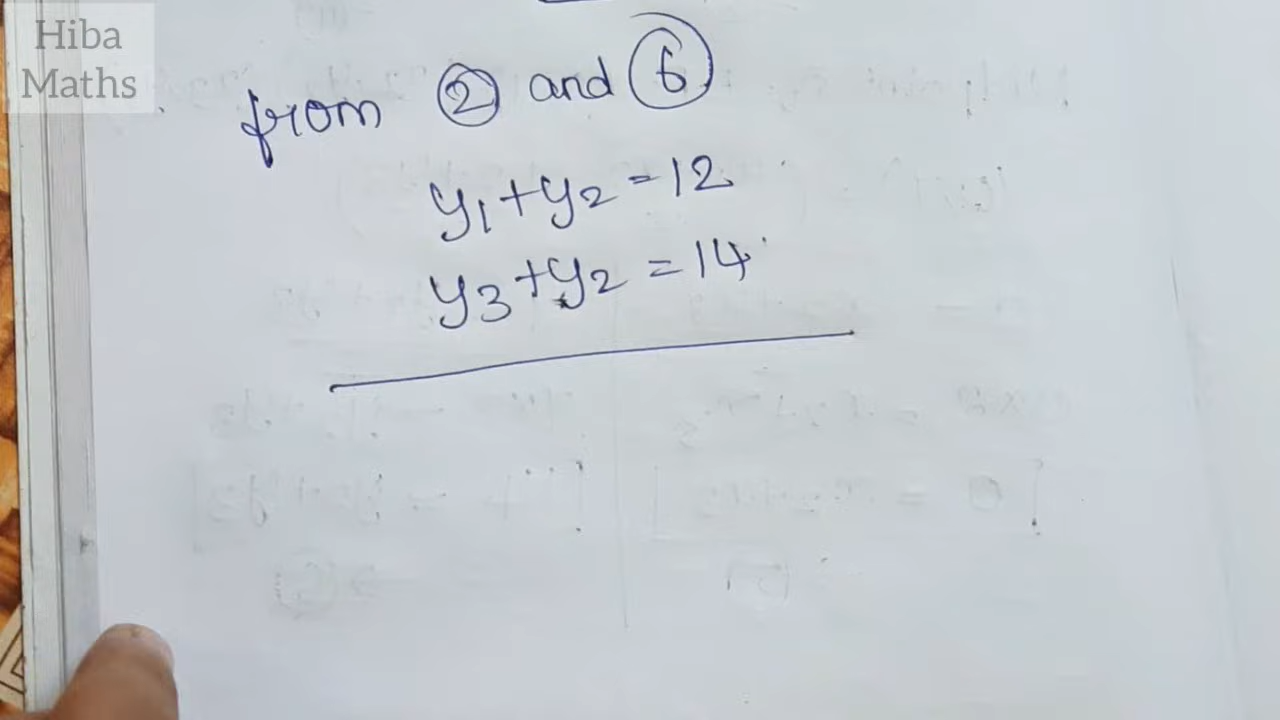 Hiba
Maths
from ② and ⑥
y₁+y₂=12
y₃+y₂=14